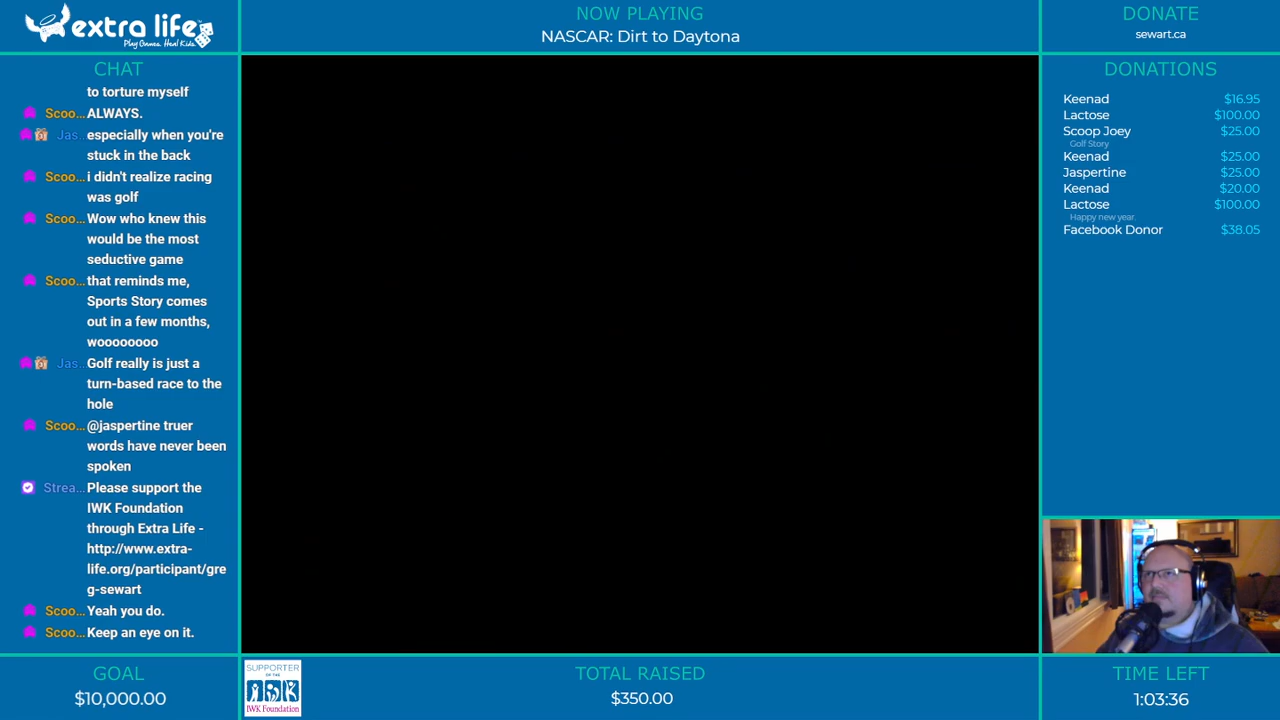 extra life
Play Games. Heal Kids.
NOW PLAYING
NASCAR: Dirt to Daytona
DONATE
sewart.ca
CHAT
to torture myself
Scoo... ALWAYS.
Jas... especially when you're
stuck in the back
Scoo... i didn't realize racing
was golf
Scoo... Wow who knew this
would be the most
seductive game
Scoo... that reminds me,
Sports Story comes
out in a few months,
woooooooo
Jas... Golf really is just a
turn-based race to the
hole
Scoo... @jaspertine truer
words have never been
spoken
Strea... Please support the
IWK Foundation
through Extra Life -
http://www.extra-
life.org/participant/gre
g-sewart
Scoo... Yeah you do.
Scoo... Keep an eye on it.
DONATIONS
Keenad $16.95
Lactose $100.00
Scoop Joey $25.00
Golf Story
Keenad $25.00
Jaspertine $25.00
Keenad $20.00
Lactose $100.00
Happy new year.
Facebook Donor $38.05
GOAL
$10,000.00
SUPPORTER
OF THE
IWK
IWK Foundation
TOTAL RAISED
$350.00
TIME LEFT
1:03:36